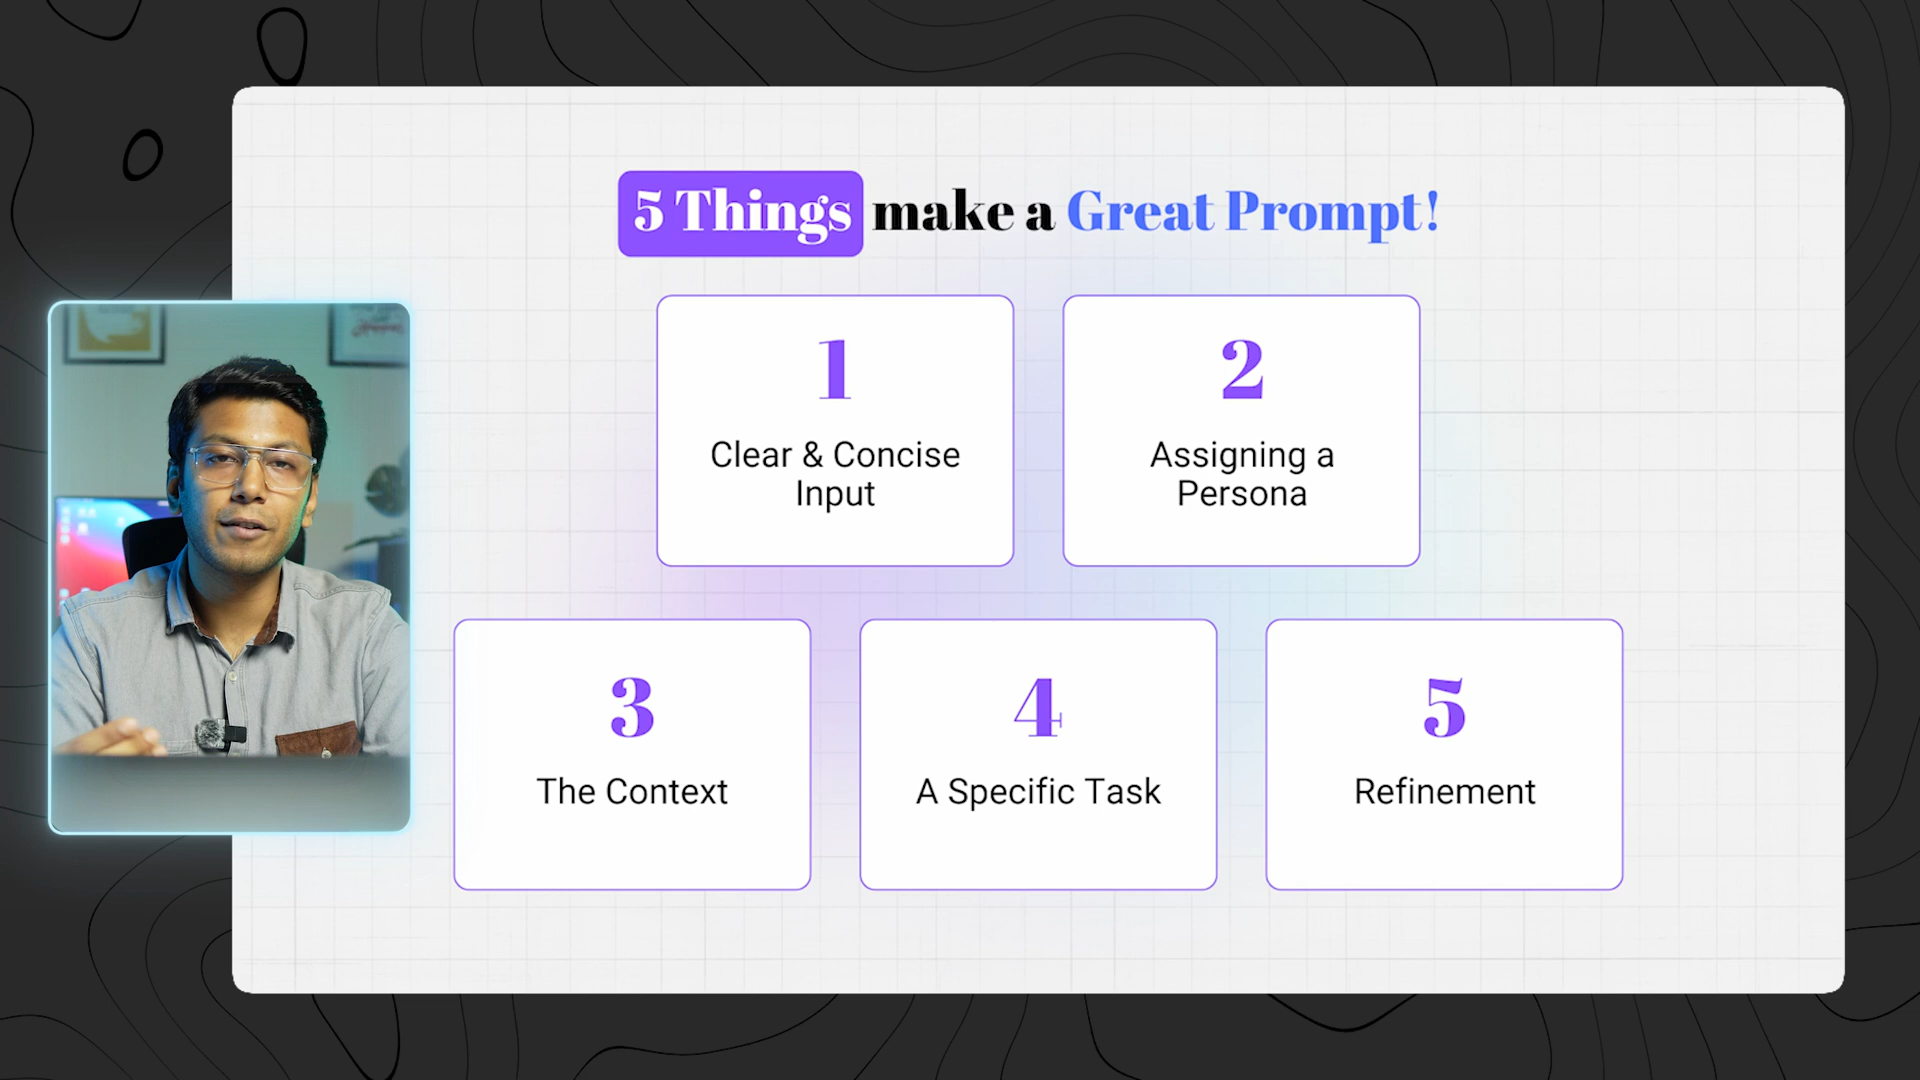 5 Things make a Great Prompt!
1
Clear & Concise
Input
2
Assigning a
Persona
3
The Context
4
A Specific Task
5
Refinement